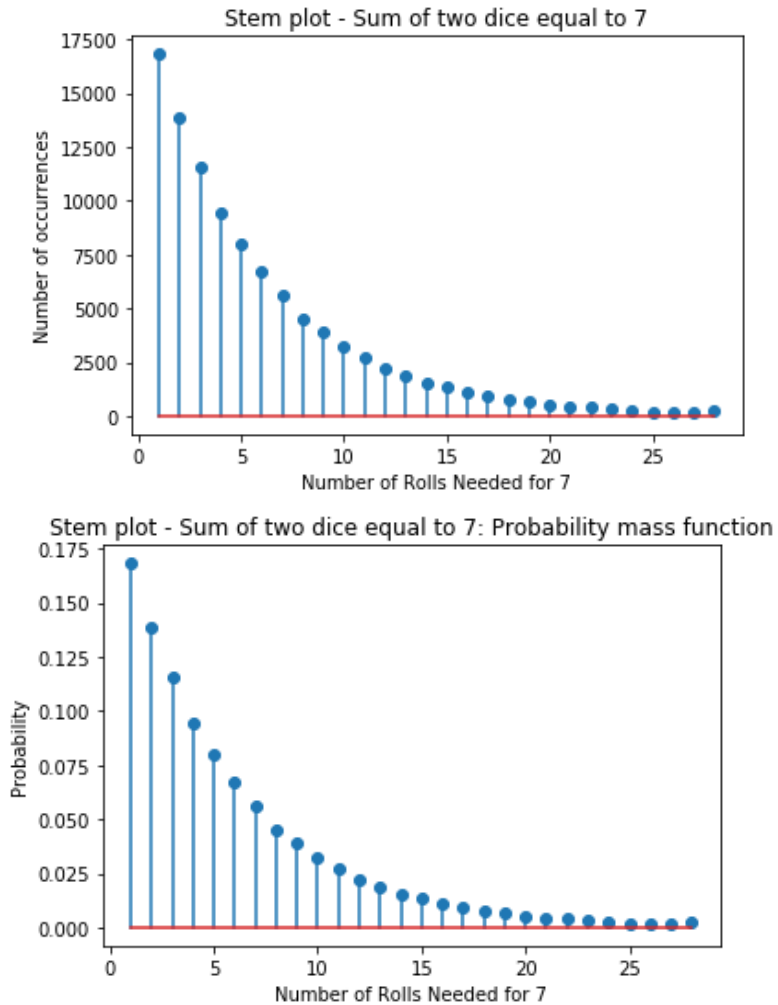 Stem plot - Sum of two dice equal to 7
17500
15000
12500
10000
7500
5000
2500
0
Number of occurrences
0 5 10 15 20 25
Number of Rolls Needed for 7
Stem plot - Sum of two dice equal to 7: Probability mass function
0.175
0.150
0.125
0.100
0.075
0.050
0.025
0.000
Probability
0 5 10 15 20 25
Number of Rolls Needed for 7